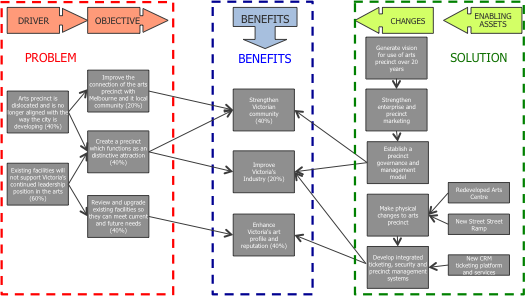 DRIVER
OBJECTIVE
BENEFITS
CHANGES
ENABLING
ASSETS
PROBLEM
BENEFITS
SOLUTION
Arts precinct is
dislocated and is no
longer aligned with the
way the city is
developing (40%)
Existing facilities will
not support Victoria's
continued leadership
position in the arts
(60%)
Improve the
connection of the arts
precinct with
Melbourne and it local
community (20%)
Create a precinct
which functions as an
distinctive attraction
(40%)
Review and upgrade
existing facilities so
they can meet current
and future needs
(40%)
Strengthen
Victorian
community
(40%)
Improve
Victoria's
Industry (20%)
Enhance
Victoria's art
profile and
reputation (40%)
Generate vision
for use of arts
precinct over 20
years
Strengthen
enterprise and
precinct
marketing
Establish a
precinct
governance and
management
model
Make physical
changes to arts
precinct
Develop integrated
ticketing, security and
precinct management
systems
Redeveloped Arts
Centre
New Street Street
Ramp
New CRM
ticketing platform
and services